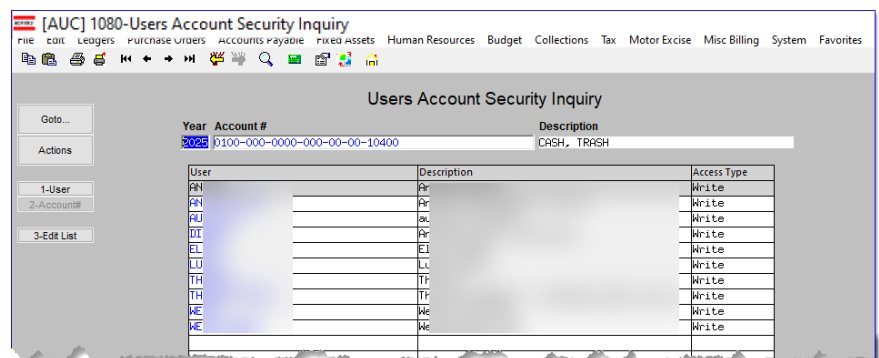 [AUC] 1080-Users Account Security Inquiry
File Edit Ledgers Purchase Orders Accounts Payable Fixed Assets Human Resources Budget Collections Tax Motor Excise Misc Billing System Favorites
Users Account Security Inquiry
Goto...
Actions
1-User
2-Account#
3-Edit List
Year Account # Description
2025 0100-000-0000-000-00-00-10400 CASH, TRASH
User Description Access Type
AN Ar Write
AN Ar Write
AU au Write
DI Ar Write
EL El Write
LU Lu Write
TH Th Write
TH Th Write
WE We Write
WE We Write